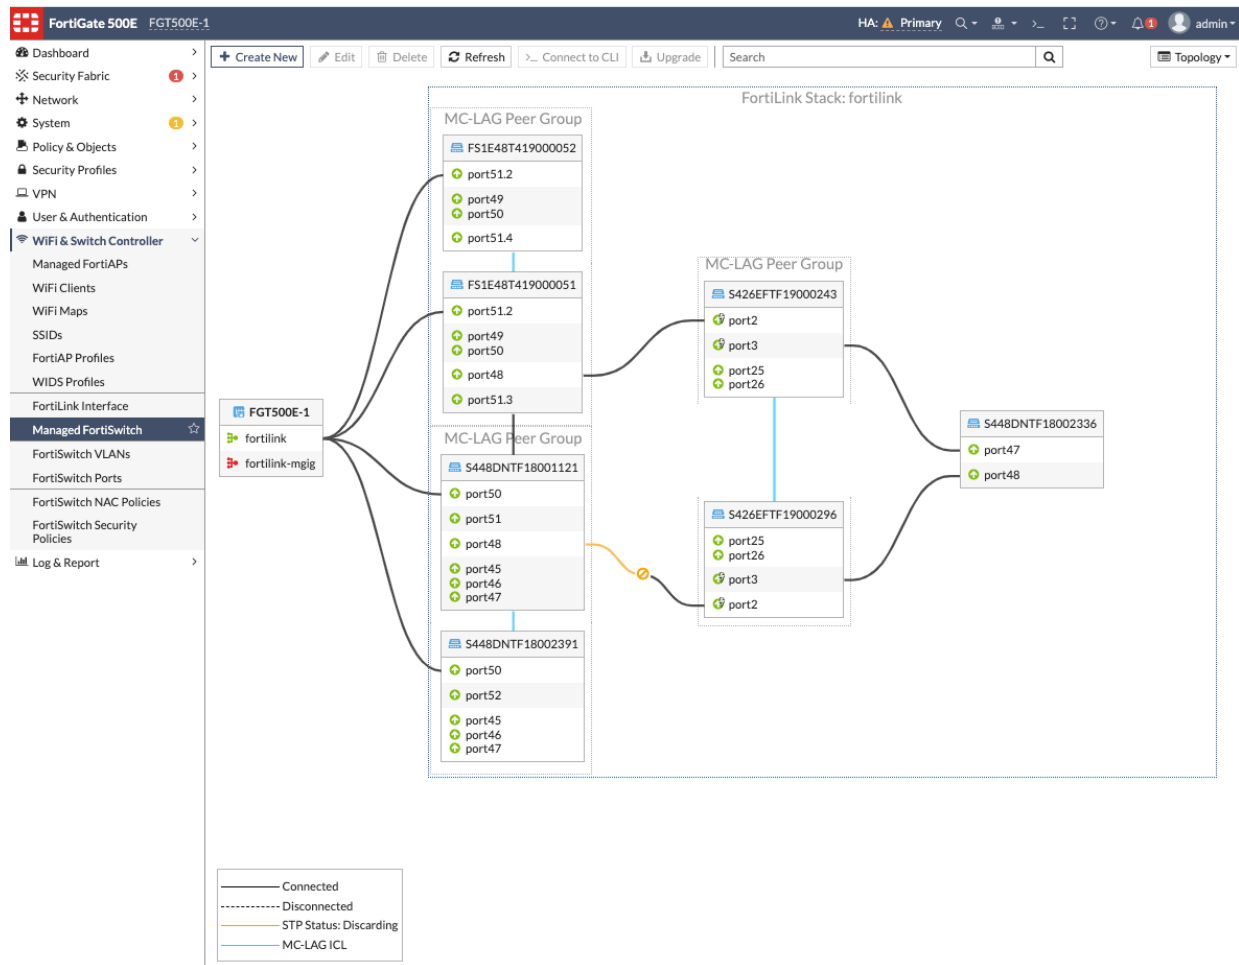 FortiGate 500E FGT500E-1
HA: Primary
admin
1
Dashboard
Security Fabric 1
Network
System 1
Policy & Objects
Security Profiles
VPN
User & Authentication
WiFi & Switch Controller
Managed FortiAPs
WiFi Clients
WiFi Maps
SSIDs
FortiAP Profiles
WIDS Profiles
FortiLink Interface
Managed FortiSwitch
FortiSwitch VLANs
FortiSwitch Ports
FortiSwitch NAC Policies
FortiSwitch Security
Policies
Log & Report
+ Create New Edit Delete Refresh >_ Connect to CLI Upgrade Search Topology
FortiLink Stack: fortilink
FGT500E-1
fortilink
fortilink-mgig
MC-LAG Peer Group
FS1E48T419000052
port51.2
port49
port50
port51.4
FS1E48T419000051
port51.2
port49
port50
port48
port51.3
MC-LAG Peer Group
S448DNTF18001121
port50
port51
port48
port45
port46
port47
S448DNTF18002391
port50
port52
port45
port46
port47
MC-LAG Peer Group
S426EFTF19000243
port2
port3
port25
port26
S426EFTF19000296
port25
port26
port3
port2
S448DNTF18002336
port47
port48
Connected
Disconnected
STP Status: Discarding
MC-LAG ICL